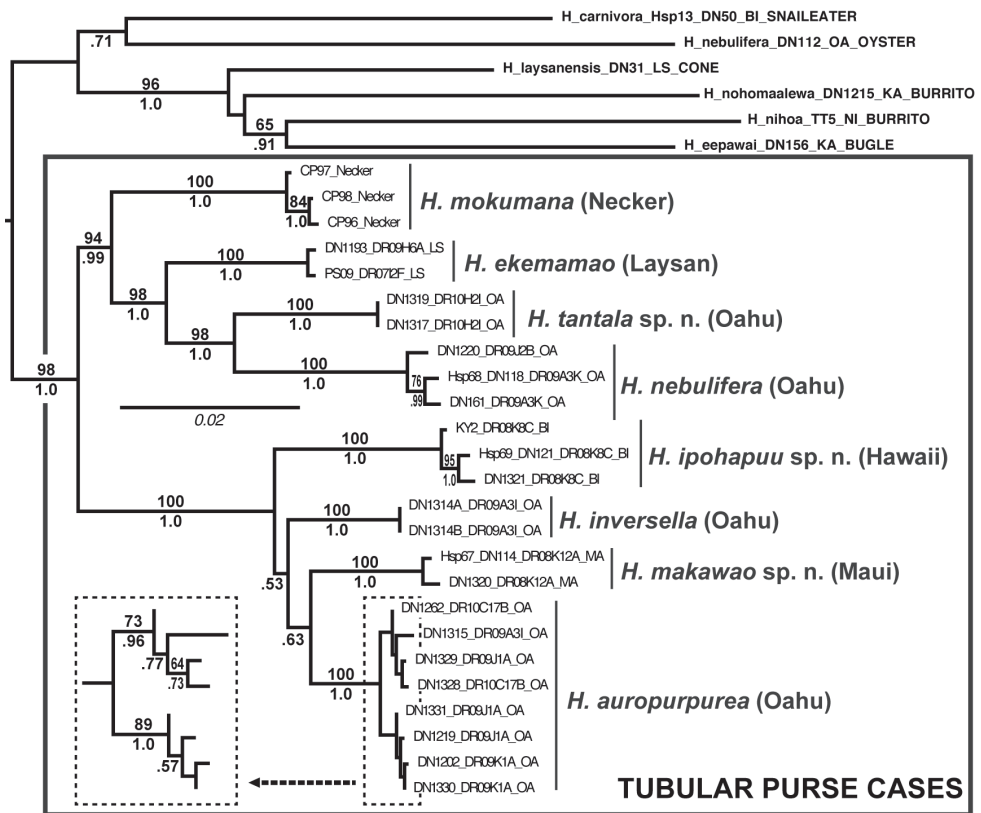 H_carnivora_Hsp13_DN50_BI_SNAILEATER
.71
H_nebulifera_DN112_OA_OYSTER
H_laysanensis_DN31_LS_CONE
96
1.0
H_nohomaalewa_DN1215_KA_BURRITO
H_nihoa_TT5_NI_BURRITO
65
.91
H_eepawai_DN156_KA_BUGLE
CP97_Necker
100
1.0
84
1.0
CP98_Necker
CP96_Necker
H. mokumana (Necker)
94
.99
DN1193_DR09H6A_LS
100
1.0
PS09_DR07I2F_LS
H. ekemamao (Laysan)
98
1.0
DN1319_DR10H2I_OA
100
1.0
DN1317_DR10H2I_OA
H. tantala sp. n. (Oahu)
98
1.0
DN1220_DR09J2B_OA
100
1.0
76
.99
Hsp68_DN118_DR09A3K_OA
DN161_DR09A3K_OA
H. nebulifera (Oahu)
98
1.0
0.02
KY2_DR08K8C_BI
100
1.0
95
1.0
Hsp69_DN121_DR08K8C_BI
DN1321_DR08K8C_BI
H. ipohapuu sp. n. (Hawaii)
100
1.0
DN1314A_DR09A3I_OA
100
1.0
DN1314B_DR09A3I_OA
H. inversella (Oahu)
.53
Hsp67_DN114_DR08K12A_MA
100
1.0
DN1320_DR08K12A_MA
H. makawao sp. n. (Maui)
.63
DN1262_DR10C17B_OA
DN1315_DR09A3I_OA
DN1329_DR09J1A_OA
100
1.0
DN1328_DR10C17B_OA
DN1331_DR09J1A_OA
DN1219_DR09J1A_OA
DN1202_DR09K1A_OA
DN1330_DR09K1A_OA
H. auropurpurea (Oahu)
73
.96
.77
64
.73
89
1.0
.57
TUBULAR PURSE CASES